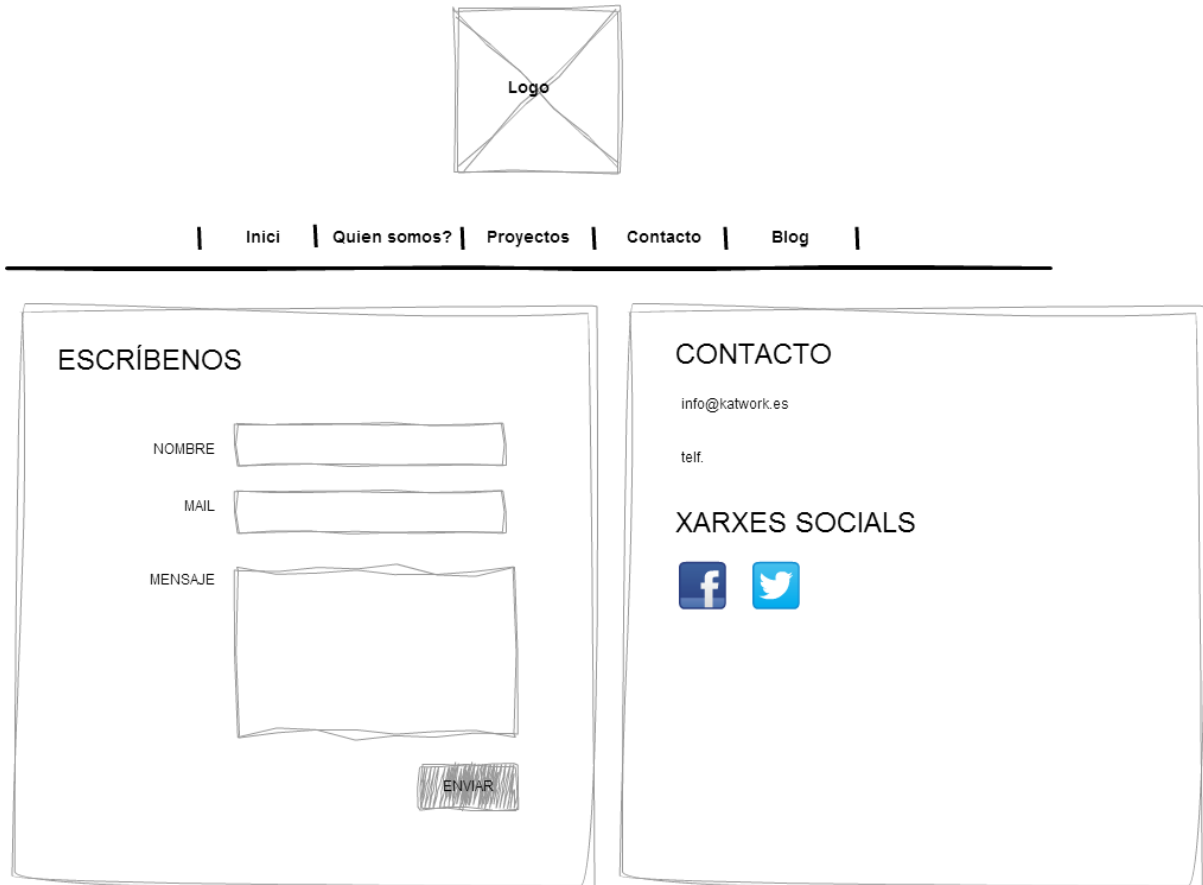 Logo
Inici Quien somos? Proyectos Contacto Blog
ESCRÍBENOS
NOMBRE
MAIL
MENSAJE
ENVIAR
CONTACTO
info@katwork.es
telf.
XARXES SOCIALS